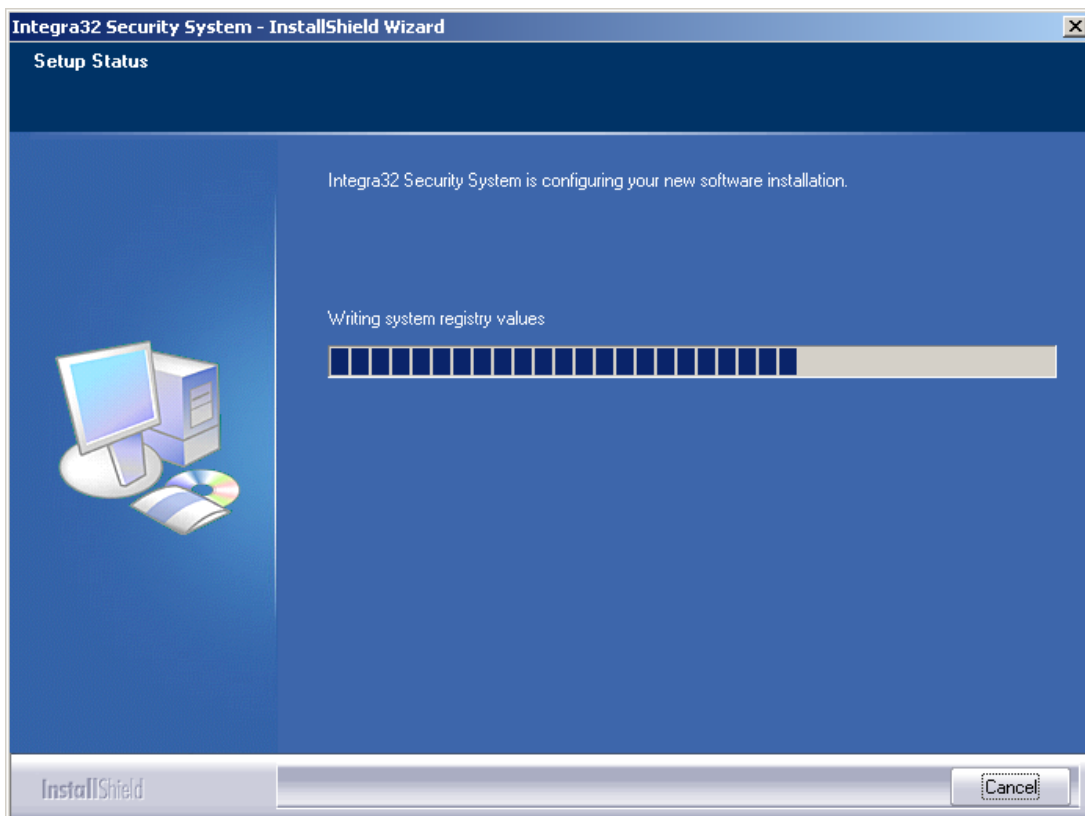 Integra32 Security System - InstallShield Wizard
Setup Status
Integra32 Security System is configuring your new software installation.
Writing system registry values
InstallShield
Cancel